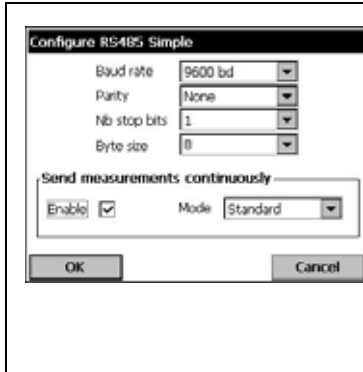 Configure RS485 Simple
Baud rate 9600 bd
Parity None
Nb stop bits 1
Byte size 8
Send measurements continuously
Enable Mode Standard
OK Cancel